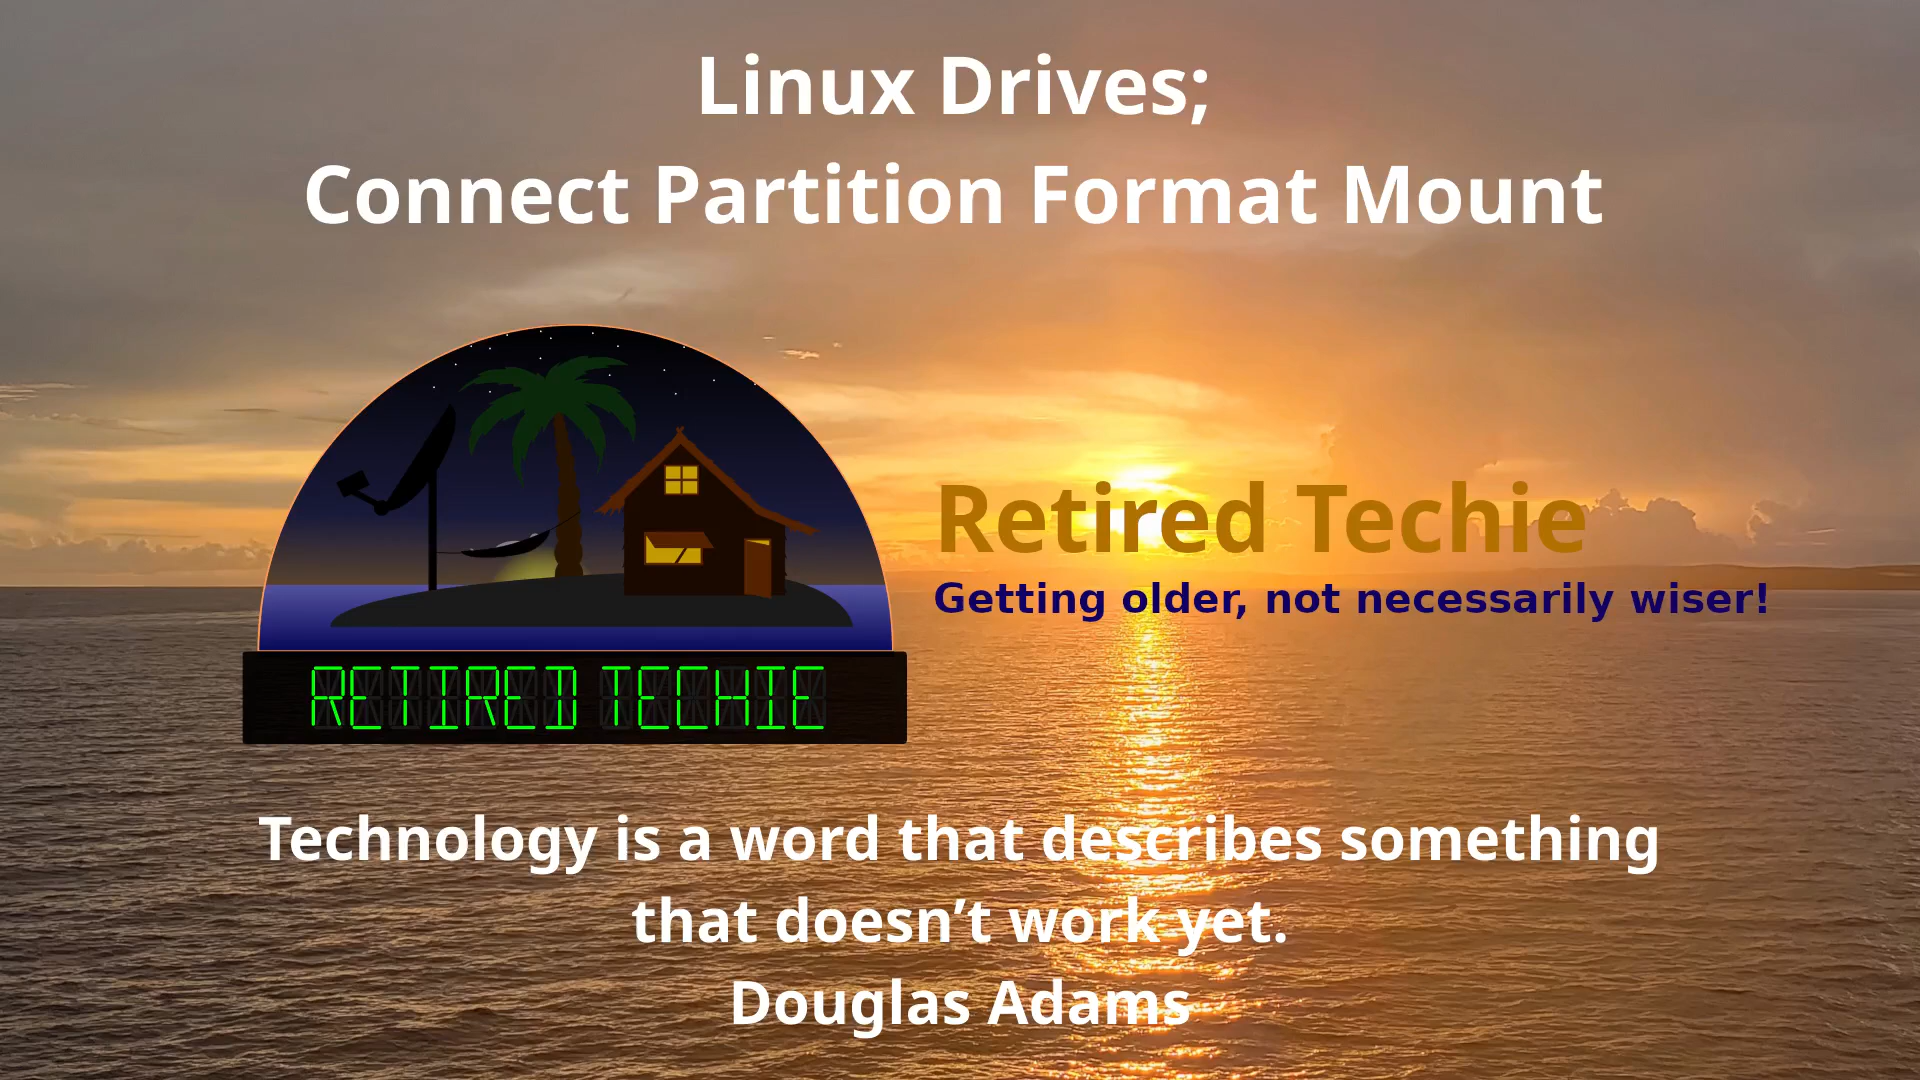 Linux Drives;
Connect Partition Format Mount
Retired Techie
Getting older, not necessarily wiser!
RETIRED TECHIE
Technology is a word that describes something
that doesn’t work yet.
Douglas Adams